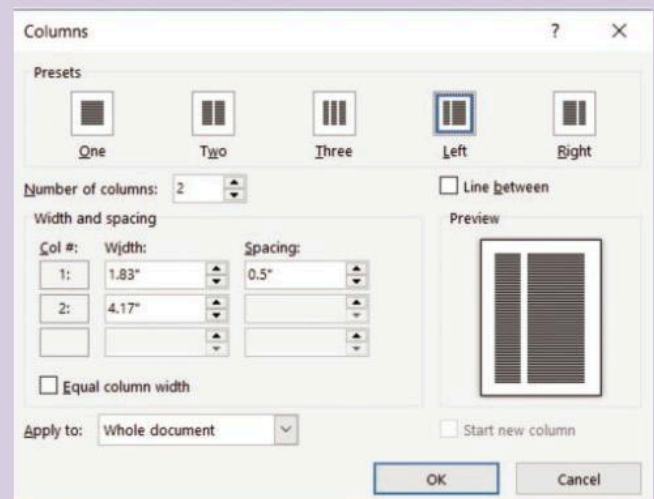 Columns ? ×
Presets
One Two Three Left Right
Number of columns: 2 Line between
Width and spacing Preview
Col #: Width: Spacing:
1: 1.83" 0.5"
2: 4.17"
Equal column width
Apply to: Whole document Start new column
OK Cancel